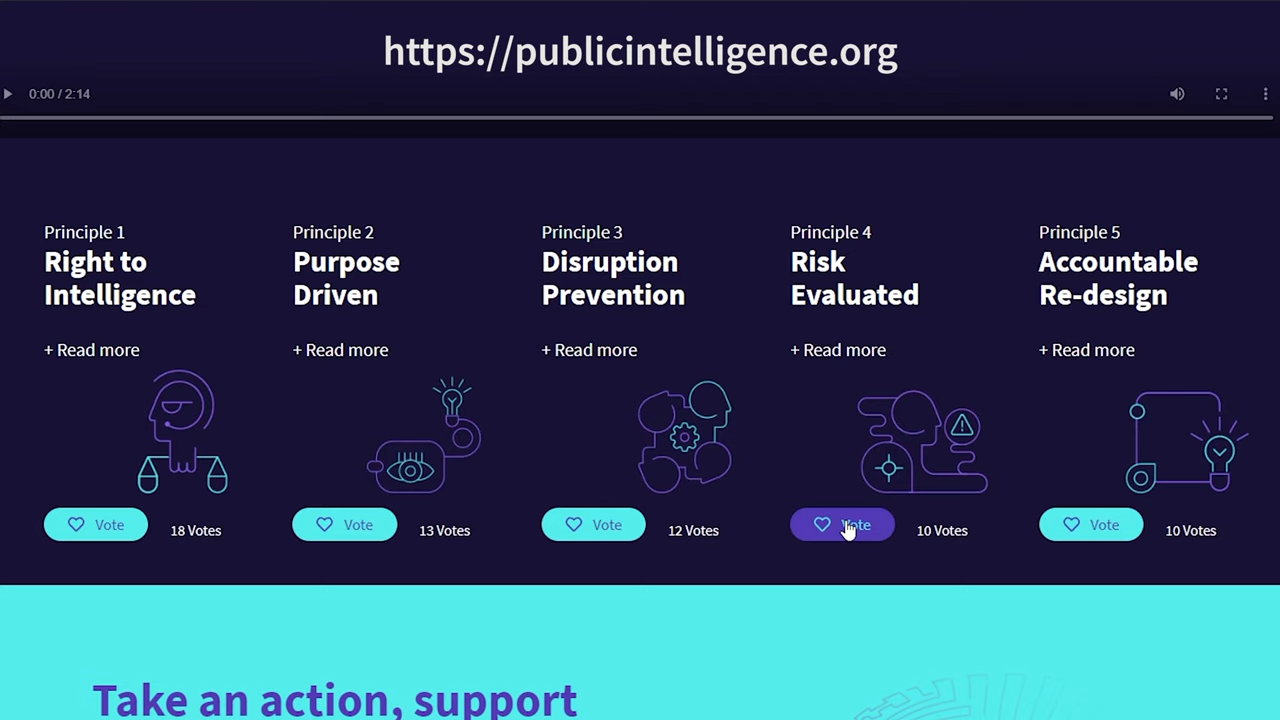 https://publicintelligence.org
0:00 / 2:14
Principle 1
Right to
Intelligence
+ Read more
Vote
18 Votes
Principle 2
Purpose
Driven
+ Read more
Vote
13 Votes
Principle 3
Disruption
Prevention
+ Read more
Vote
12 Votes
Principle 4
Risk
Evaluated
+ Read more
Vote
10 Votes
Principle 5
Accountable
Re-design
+ Read more
Vote
10 Votes
Take an action, support